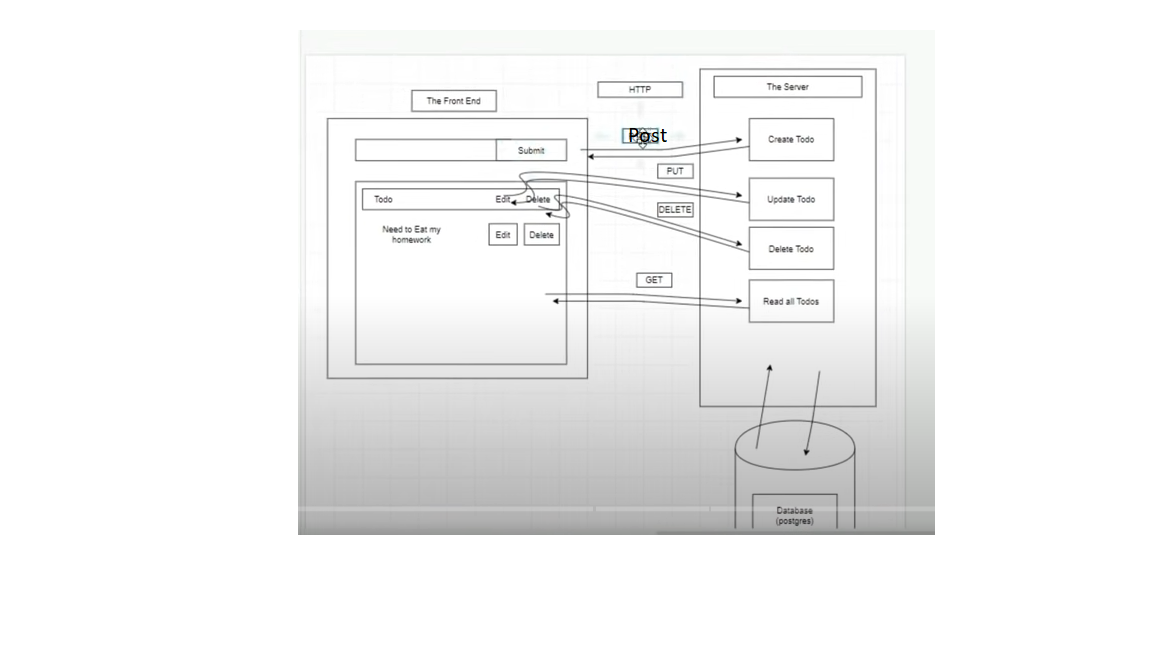 HTTP
The Server
The Front End
Post
Create Todo
Submit
PUT
Todo
Edit
Delete
Update Todo
DELETE
Need to Eat my
homework
Edit
Delete
Delete Todo
GET
Read all Todos
Database
(postgres)